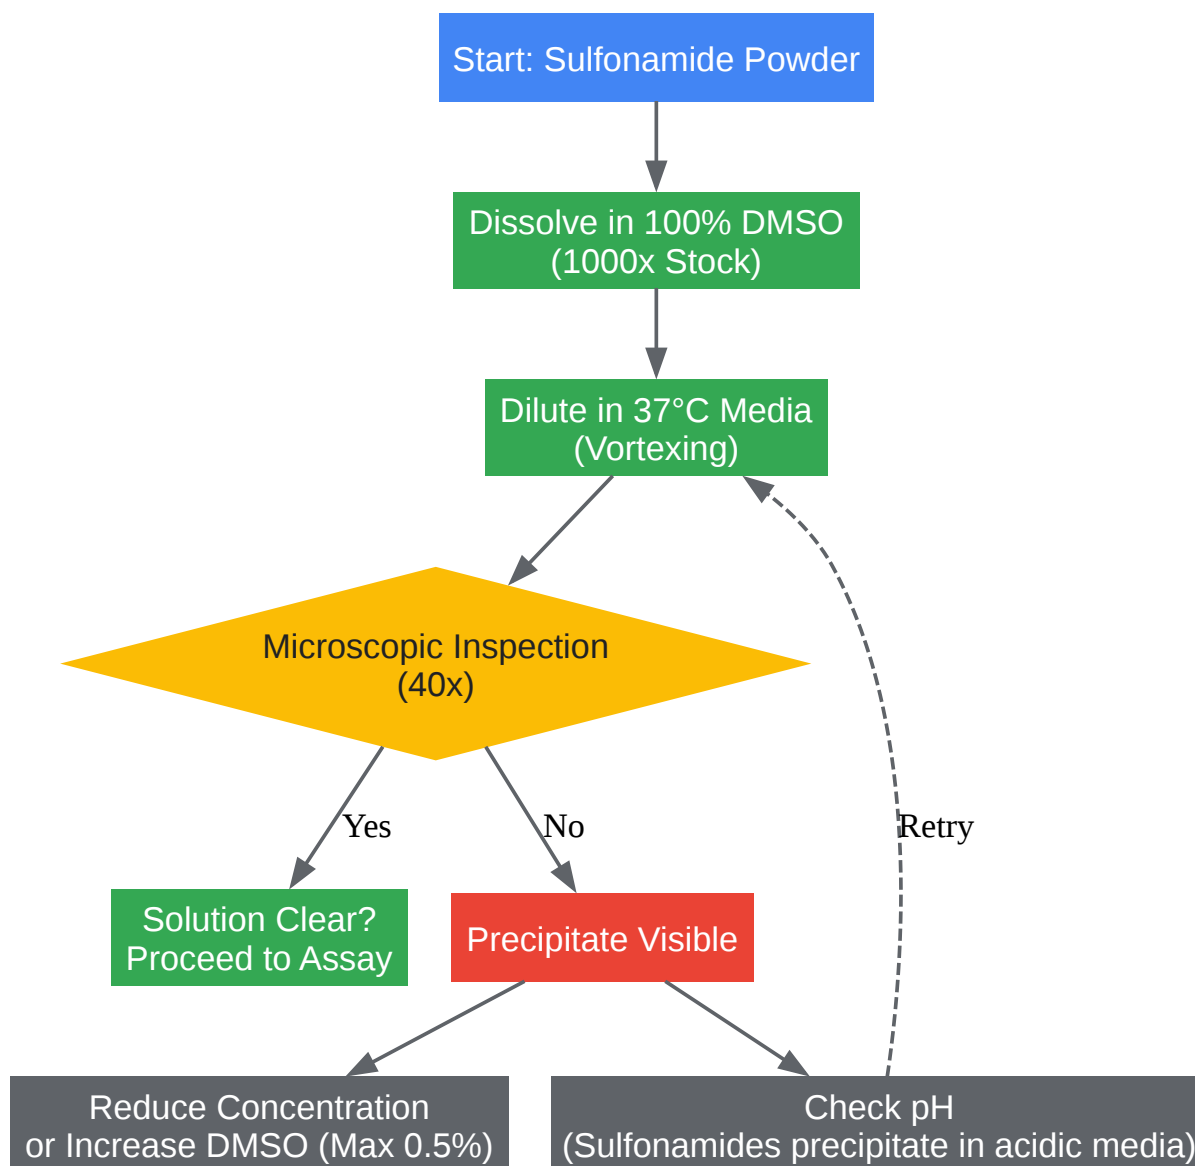 Start: Sulfonamide Powder
Dissolve in 100% DMSO
(1000x Stock)
Dilute in 37°C Media
(Vortexing)
Microscopic Inspection
(40x)
Yes
No
Retry
Solution Clear?
Proceed to Assay
Precipitate Visible
Reduce Concentration
or Increase DMSO (Max 0.5%)
Check pH
(Sulfonamides precipitate in acidic media)